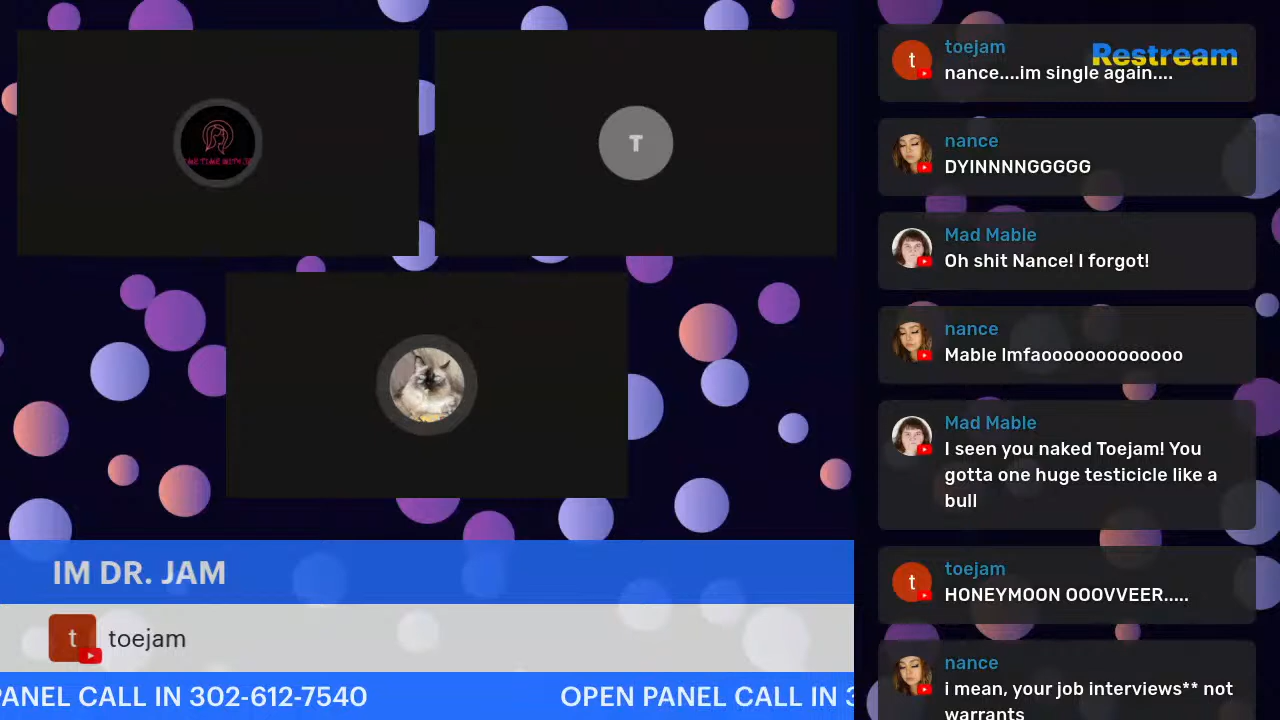 T
IM DR. JAM
t
toejam
PANEL CALL IN 302-612-7540
OPEN PANEL CALL IN 3
Restream
t
toejam
nance....im single again....
nance
DYINNNNGGGGG
Mad Mable
Oh shit Nance! I forgot!
nance
Mable lmfaooooooooooooo
Mad Mable
I seen you naked Toejam! You
gotta one huge testicicle like a
bull
t
toejam
HONEYMOON OOOVVEER.....
nance
i mean, your job interviews** not
warrants